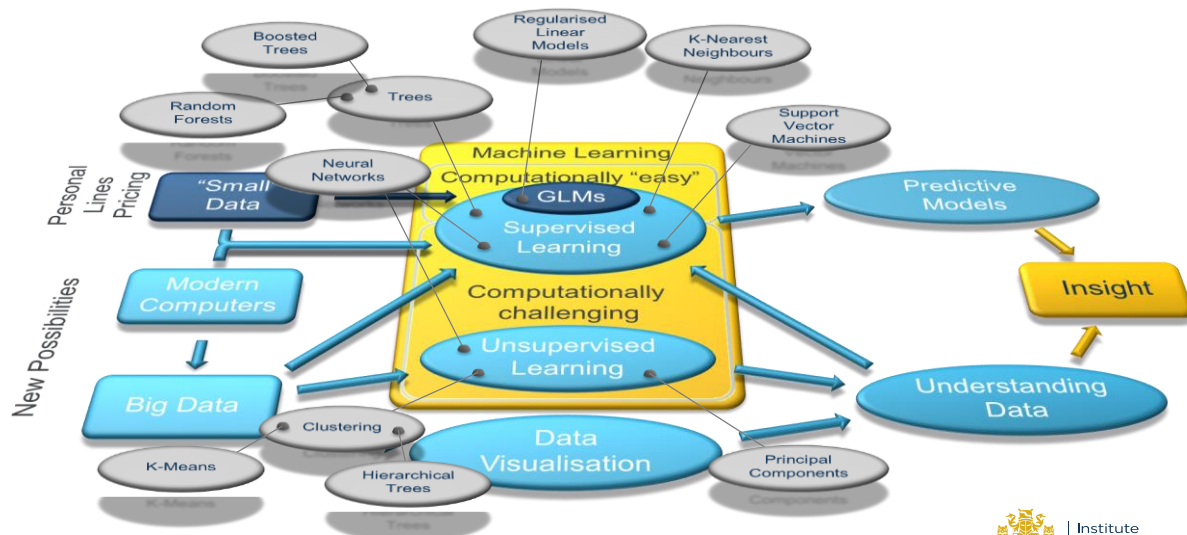 Boosted
Trees
Regularised
Linear
Models
K-Nearest
Neighbours
Random
Forests
Trees
Support
Vector
Machines
Neural
Networks
Machine Learning
Computationally "easy"
Personal
Lines
Pricing
"Small
Data
GLMs
Supervised
Learning
Predictive
Models
New Possibilities
Modern
Computers
Computationally
challenging
Insight
Unsupervised
Learning
Big Data
Understanding
Data
Clustering
Data
Visualisation
K-Means
Hierarchical
Trees
Principal
Components
Institute